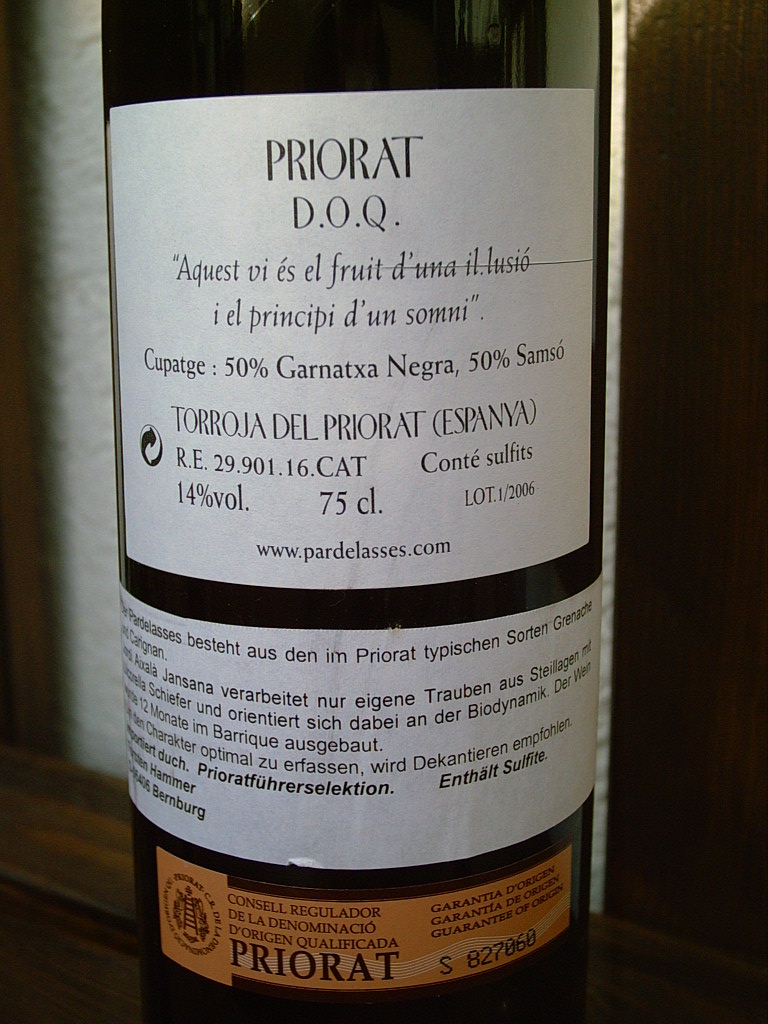 PRIORAT
D.O.Q.
"Aquest vi és el fruit d'una il.lusió
i el principi d'un somni".
Cupatge : 50% Garnatxa Negra, 50% Samsó
TORROJA DEL PRIORAT (ESPANYA)
R.E. 29.901.16.CAT Conté sulfits
14%vol. 75 cl. LOT.1/2006
www.pardelasses.com
Pardelasses besteht aus den im Priorat typischen Sorten Grenache
Carignan.
Aixalà Jansana verarbeitet nur eigene Trauben aus Steillagen mit
Schiefer und orientiert sich dabei an der Biodynamik. Der Wein
12 Monate im Barrique ausgebaut.
den Charakter optimal zu erfassen, wird Dekantieren empfohlen.
duch. Prioratführerselektion. Enthält Sulfite.
Hammer
Bernburg
CONSELL REGULADOR
DE LA DENOMINACIÓ
D'ORIGEN QUALIFICADA
PRIORAT
GARANTIA D'ORIGEN
GARANTÍA DE ORIGEN
GUARANTEE OF ORIGIN
S 827060